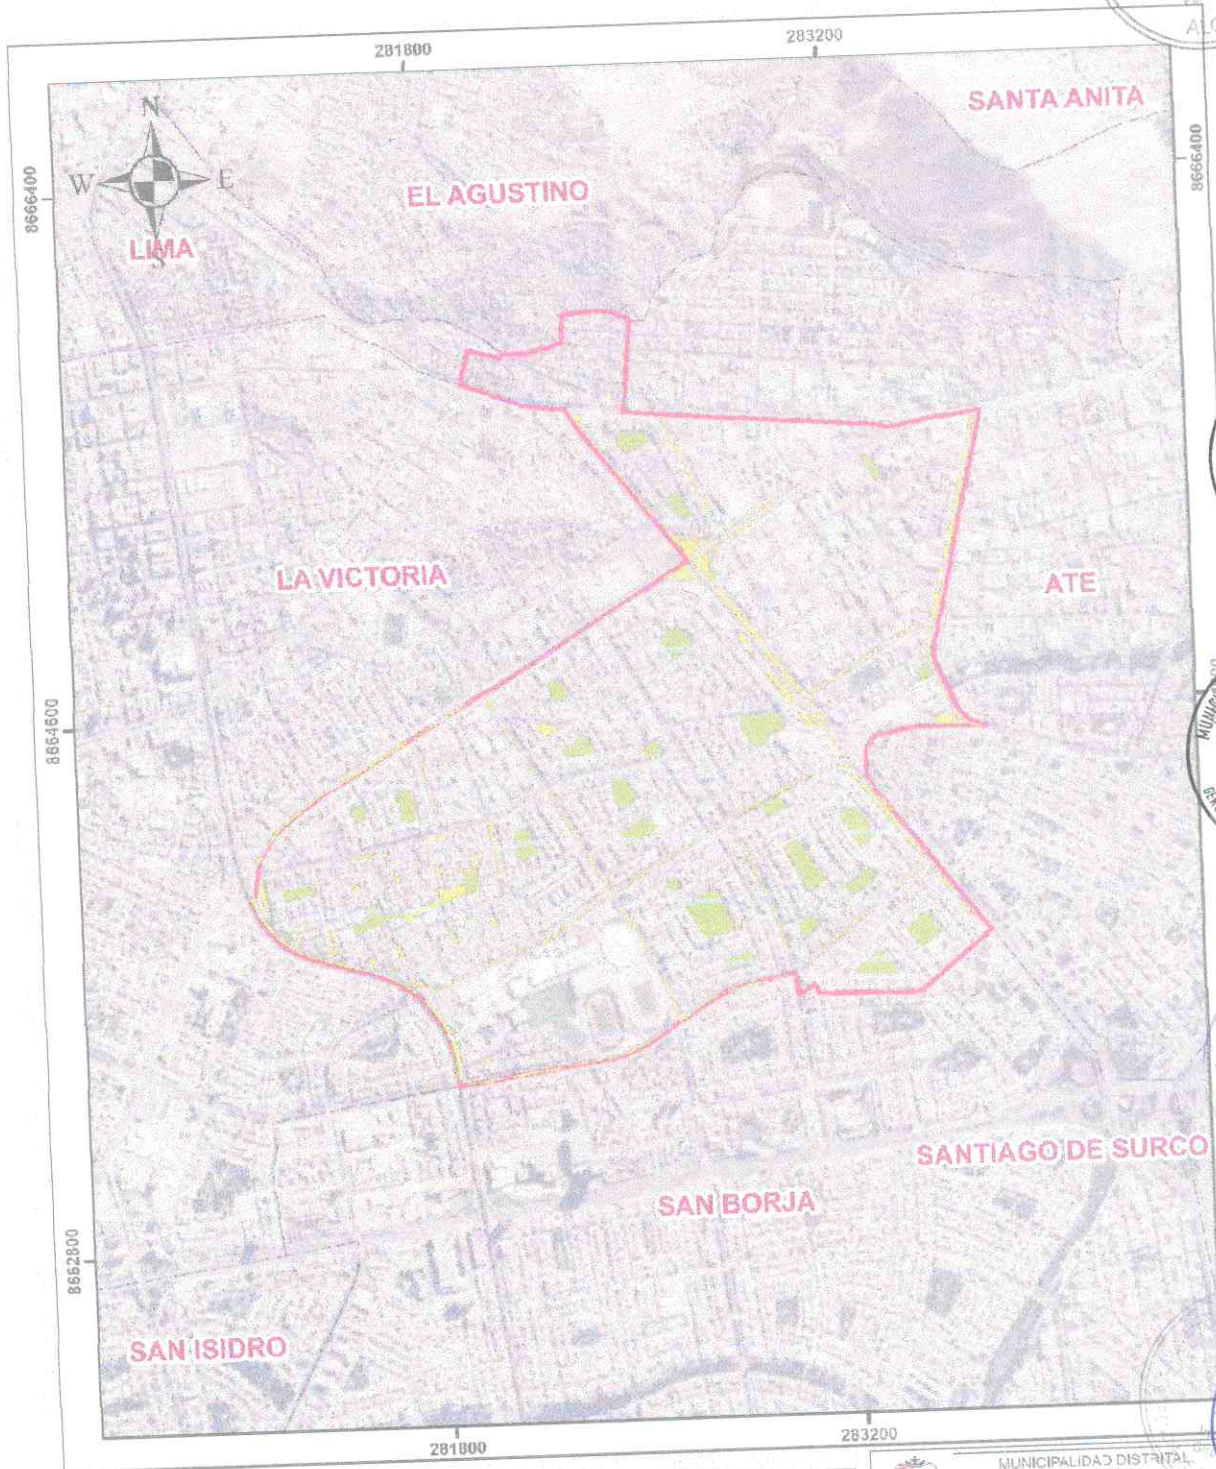 281800
283200
SANTA ANITA
N
W
E
S
EL AGUSTINO
LIMA
8666400
8666400
LA VICTORIA
ATE
8664600
SANTIAGO DE SURCO
SAN BORJA
8662800
SAN ISIDRO
281800
283200
MUNICIPALIDAD DISTRITAL